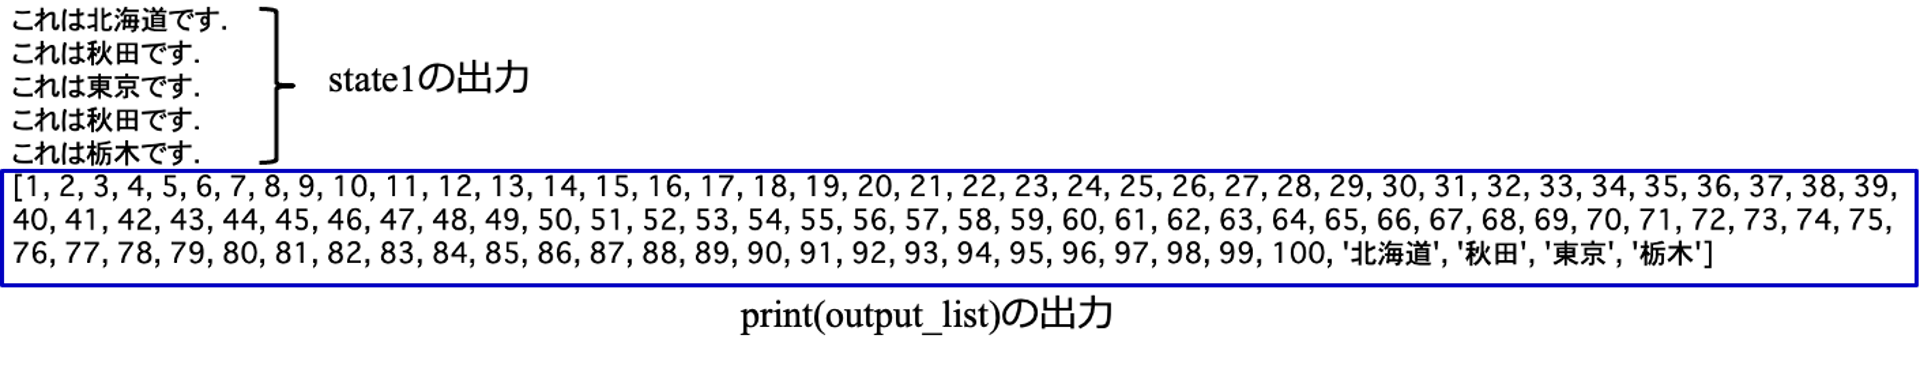 これは北海道です.
これは秋田です.
これは東京です.
これは秋田です.
これは栃木です.
state1の出力
[1, 2, 3, 4, 5, 6, 7, 8, 9, 10, 11, 12, 13, 14, 15, 16, 17, 18, 19, 20, 21, 22, 23, 24, 25, 26, 27, 28, 29, 30, 31, 32, 33, 34, 35, 36, 37, 38, 39,
40, 41, 42, 43, 44, 45, 46, 47, 48, 49, 50, 51, 52, 53, 54, 55, 56, 57, 58, 59, 60, 61, 62, 63, 64, 65, 66, 67, 68, 69, 70, 71, 72, 73, 74, 75,
76, 77, 78, 79, 80, 81, 82, 83, 84, 85, 86, 87, 88, 89, 90, 91, 92, 93, 94, 95, 96, 97, 98, 99, 100, '北海道', '秋田', '東京', '栃木']
print(output_list)の出力